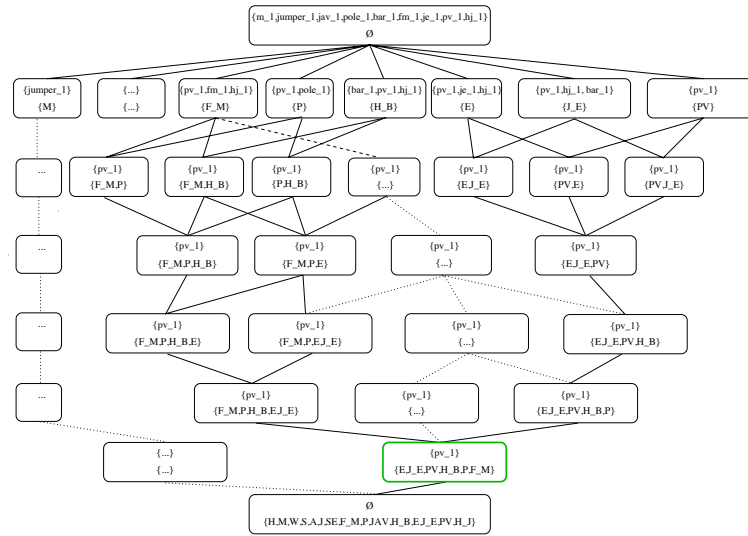 {m_1,jumper_1,jav_1,pole_1,bar_1,fm_1,je_1,pv_1,hj_1}
Ø
{jumper_1}
{M}
{...}
{...}
{pv_1,fm_1,hj_1}
{F_M}
{pv_1,pole_1}
{P}
{bar_1,pv_1,hj_1}
{H_B}
{pv_1,je_1,hj_1}
{E}
{pv_1,hj_1, bar_1}
{J_E}
{pv_1}
{PV}
...
{pv_1}
{F_M,P}
{pv_1}
{F_M,H_B}
{pv_1}
{P,H_B}
{pv_1}
{...}
{pv_1}
{E,J_E}
{pv_1}
{PV,E}
{pv_1}
{PV,J_E}
...
{pv_1}
{F_M,P,H_B}
{pv_1}
{F_M,P,E}
{pv_1}
{...}
{pv_1}
{E,J_E,PV}
...
{pv_1}
{F_M,P,H_B,E}
{pv_1}
{F_M,P,E,J_E}
{pv_1}
{...}
{pv_1}
{E,J_E,PV,H_B}
...
{pv_1}
{F_M,P,H_B,E,J_E}
{pv_1}
{...}
{pv_1}
{E,J_E,PV,H_B,P}
{...}
{...}
{pv_1}
{E,J_E,PV,H_B,P,F_M}
Ø
{H,M,W,S,A,J,SE,F_M,P,JAV,H_B,E,J_E,PV,H_J}